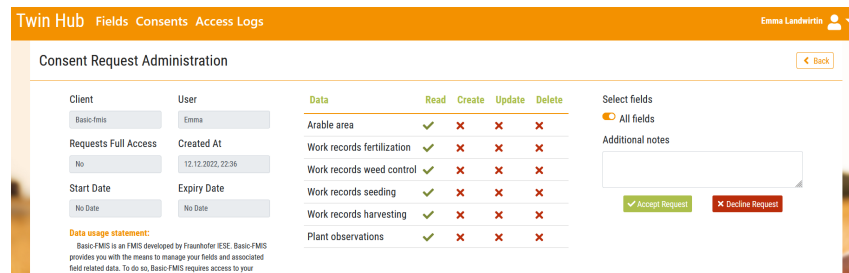 Twin Hub Fields Consents Access Logs Emma Landwirtin
Consent Request Administration Back
Client User
Basic-fmis Emma
Requests Full Access Created At
No 12.12.2022, 22:36
Start Date Expiry Date
No Date No Date
Data usage statement:
Basic-FMIS is an FMIS developed by Fraunhofer IESE. Basic-FMIS
provides you with the means to manage your fields and associated
field related data. To do so, Basic-FMIS requires access to your
Data Read Create Update Delete
Arable area
Work records fertilization
Work records weed control
Work records seeding
Work records harvesting
Plant observations
Select fields
All fields
Additional notes
Accept Request Decline Request